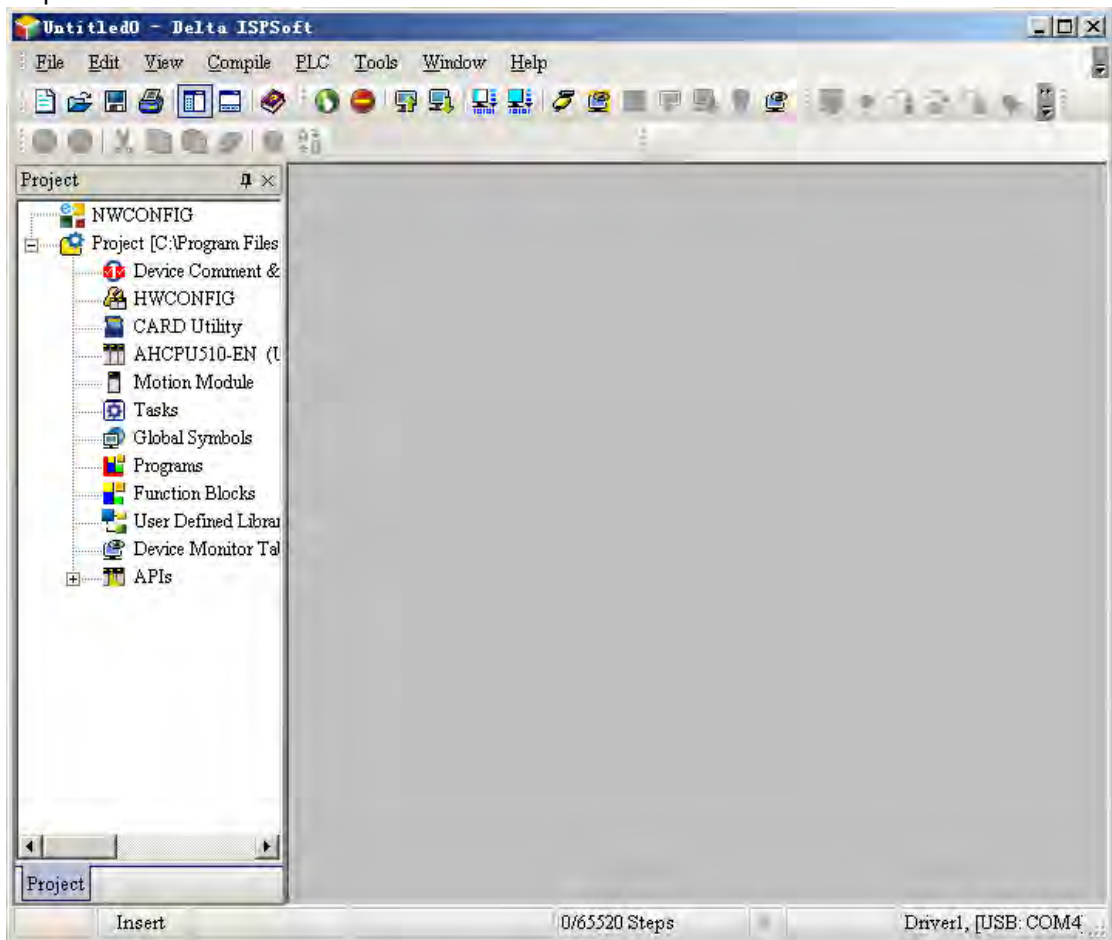 Untitled0 - Delta ISPSoft
File Edit View Compile PLC Tools Window Help
Project
NWCONFIG
Project [C:\Program Files
Device Comment &
HWCONFIG
CARD Utility
AHCPU510-EN (U
Motion Module
Tasks
Global Symbols
Programs
Function Blocks
User Defined Librar
Device Monitor Tal
APIs
Project
Insert 0/65520 Steps Driver1, [USB: COM4